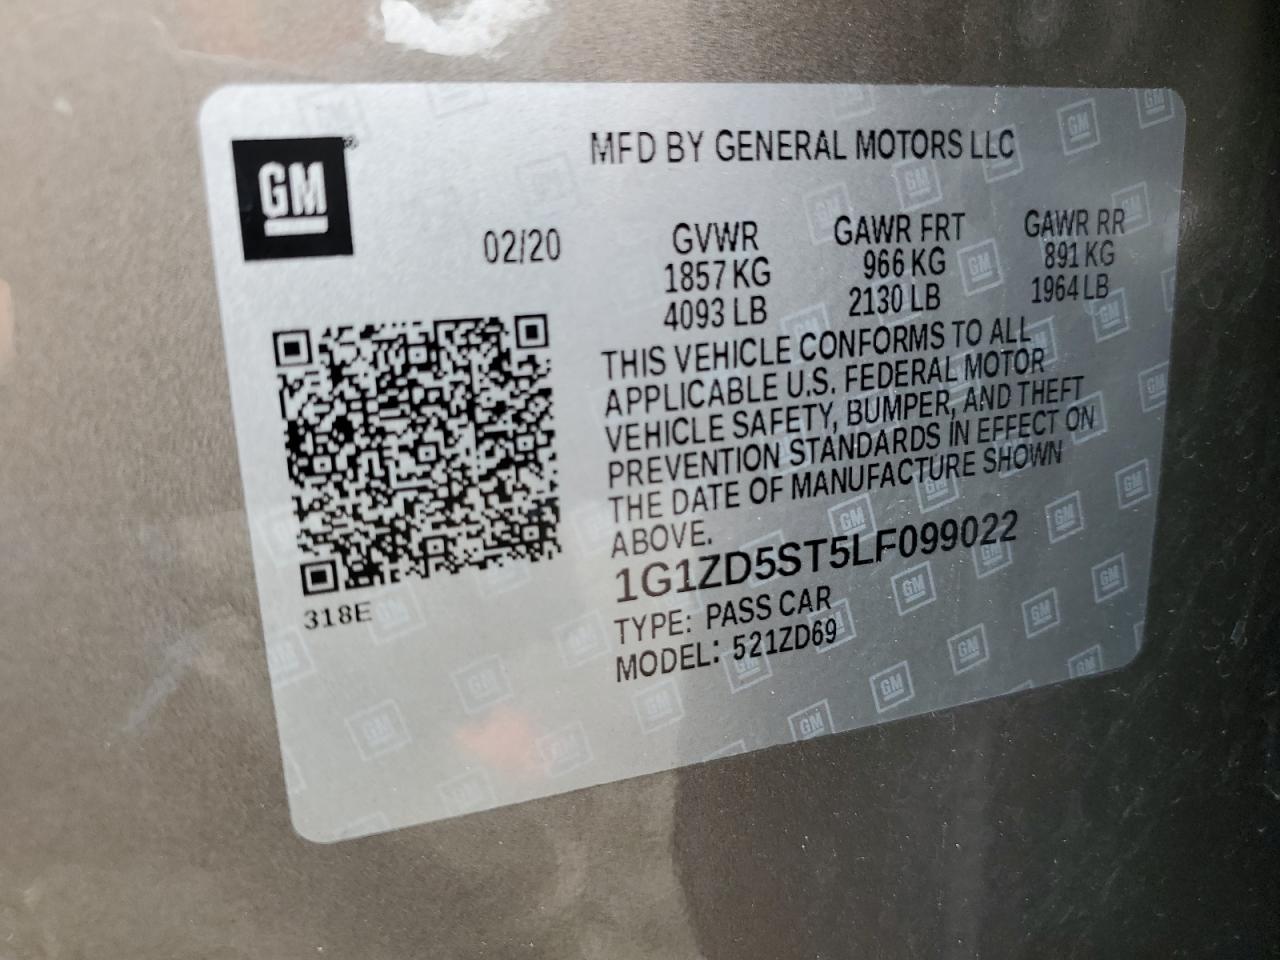 GM
MFD BY GENERAL MOTORS LLC
02/20
GVWR GAWR FRT GAWR RR
1857 KG 966 KG 891 KG
4093 LB 2130 LB 1964 LB
THIS VEHICLE CONFORMS TO ALL
APPLICABLE U.S. FEDERAL MOTOR
VEHICLE SAFETY, BUMPER, AND THEFT
PREVENTION STANDARDS IN EFFECT ON
THE DATE OF MANUFACTURE SHOWN
ABOVE.
1G1ZD5ST5LF099022
TYPE: PASS CAR
MODEL: 521ZD69
318E